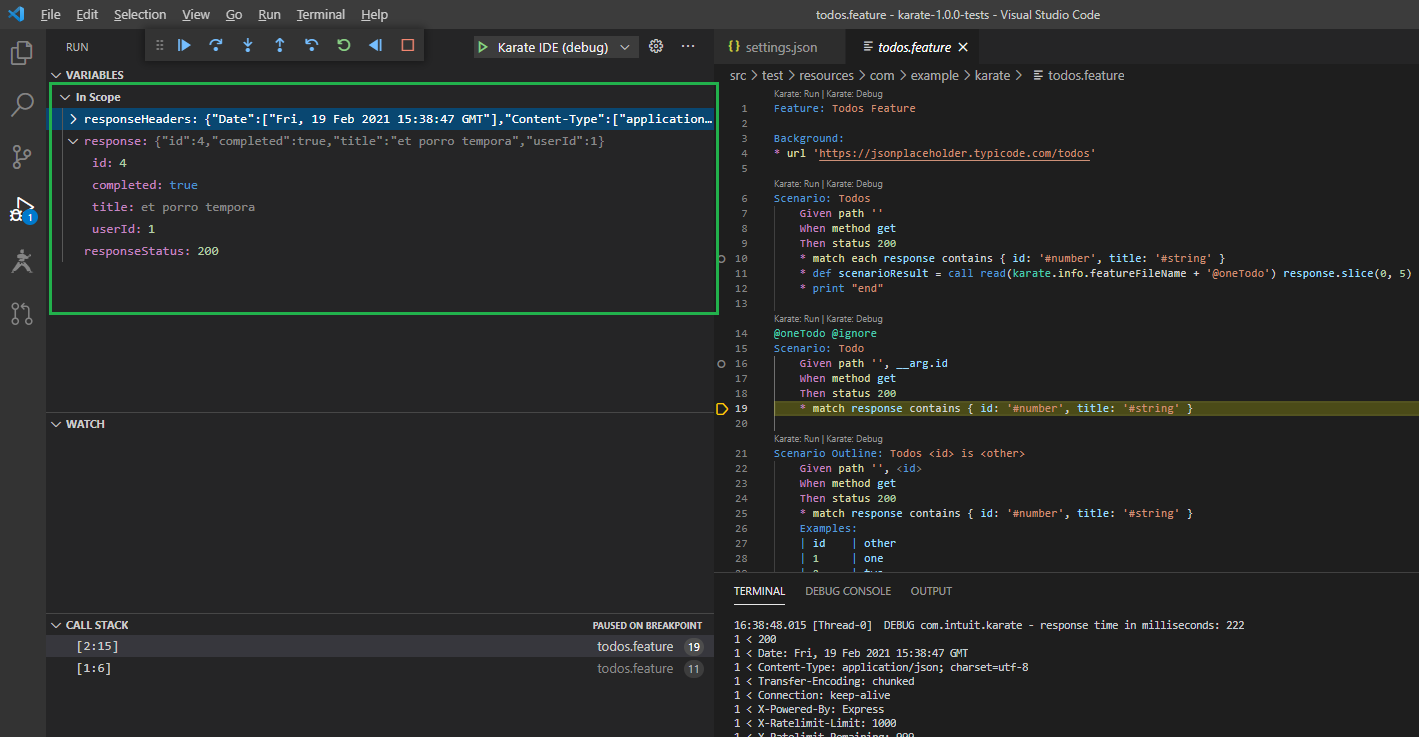 File Edit Selection View Go Run Terminal Help
todos.feature - karate-1.0.0-tests - Visual Studio Code
RUN
Karate IDE (debug)
VARIABLES
In Scope
responseHeaders: {"Date":["Fri, 19 Feb 2021 15:38:47 GMT"],"Content-Type":["application…
response: {"id":4,"completed":true,"title":"et porro tempora","userId":1}
id: 4
completed: true
title: et porro tempora
userId: 1
responseStatus: 200
1
WATCH
CALL STACK
PAUSED ON BREAKPOINT
[2:15] todos.feature 19
[1:6] todos.feature 11
{} settings.json
todos.feature
src > test > resources > com > example > karate > todos.feature
Karate: Run | Karate: Debug
1 Feature: Todos Feature
2
3 Background:
4 * url 'https://jsonplaceholder.typicode.com/todos'
5
Karate: Run | Karate: Debug
6 Scenario: Todos
7 Given path ''
8 When method get
9 Then status 200
10 * match each response contains { id: '#number', title: '#string' }
11 * def scenarioResult = call read(karate.info.featureFileName + '@oneTodo') response.slice(0, 5)
12 * print "end"
13
Karate: Run | Karate: Debug
14 @oneTodo @ignore
15 Scenario: Todo
16 Given path '', __arg.id
17 When method get
18 Then status 200
19 * match response contains { id: '#number', title: '#string' }
20
Karate: Run | Karate: Debug
21 Scenario Outline: Todos <id> is <other>
22 Given path '', <id>
23 When method get
24 Then status 200
25 * match response contains { id: '#number', title: '#string' }
26 Examples:
27 | id | other
28 | 1 | one
TERMINAL DEBUG CONSOLE OUTPUT
16:38:48.015 [Thread-0] DEBUG com.intuit.karate - response time in milliseconds: 222
1 < 200
1 < Date: Fri, 19 Feb 2021 15:38:47 GMT
1 < Content-Type: application/json; charset=utf-8
1 < Transfer-Encoding: chunked
1 < Connection: keep-alive
1 < X-Powered-By: Express
1 < X-Ratelimit-Limit: 1000
1 < X-Ratelimit-Remaining: 999